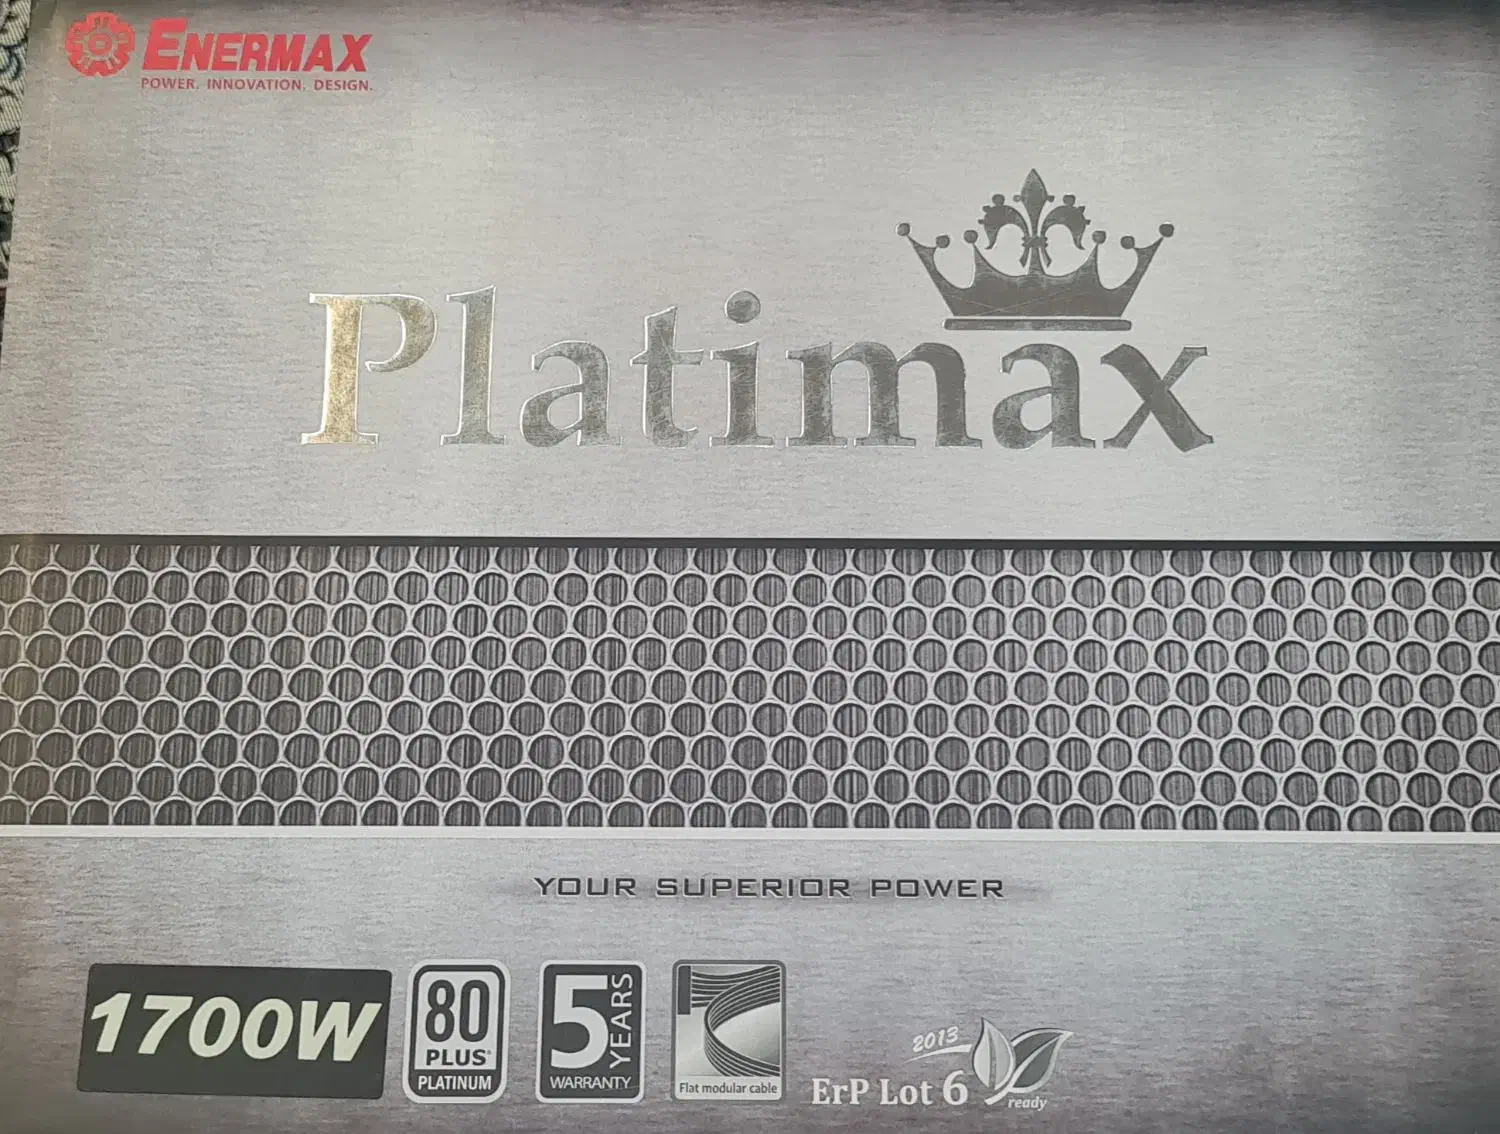 ENERMAX
POWER. INNOVATION. DESIGN.
Platimax
YOUR SUPERIOR POWER
1700W
80
PLUS
PLATINUM
5
YEARS
WARRANTY
Flat modular cable
2013
ErP Lot 6
ready